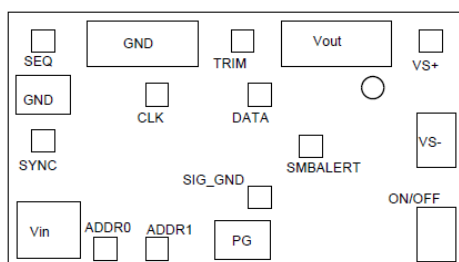 GND
Vout
SEQ
TRIM
VS+
GND
CLK
DATA
SYNC
VS-
SMBALERT
SIG_GND
ON/OFF
Vin
ADDR0
ADDR1
PG